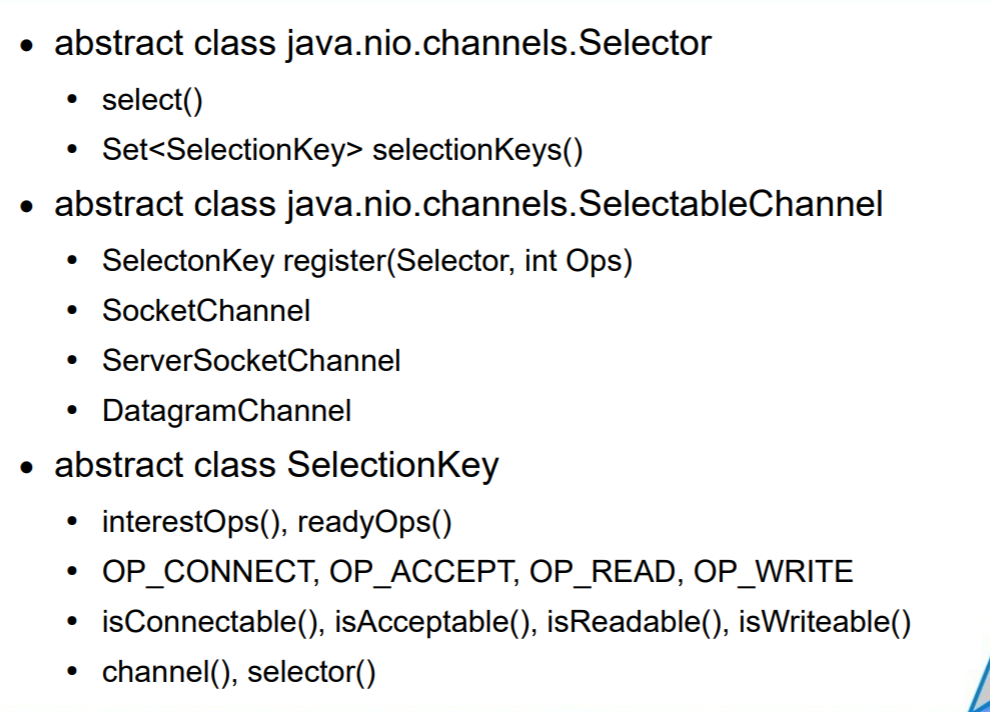 • abstract class java.nio.channels.Selector
• select()
• Set<SelectionKey> selectionKeys()
• abstract class java.nio.channels.SelectableChannel
• SelectonKey register(Selector, int Ops)
• SocketChannel
• ServerSocketChannel
• DatagramChannel
• abstract class SelectionKey
• interestOps(), readyOps()
• OP_CONNECT, OP_ACCEPT, OP_READ, OP_WRITE
• isConnectable(), isAcceptable(), isReadable(), isWriteable()
• channel(), selector()